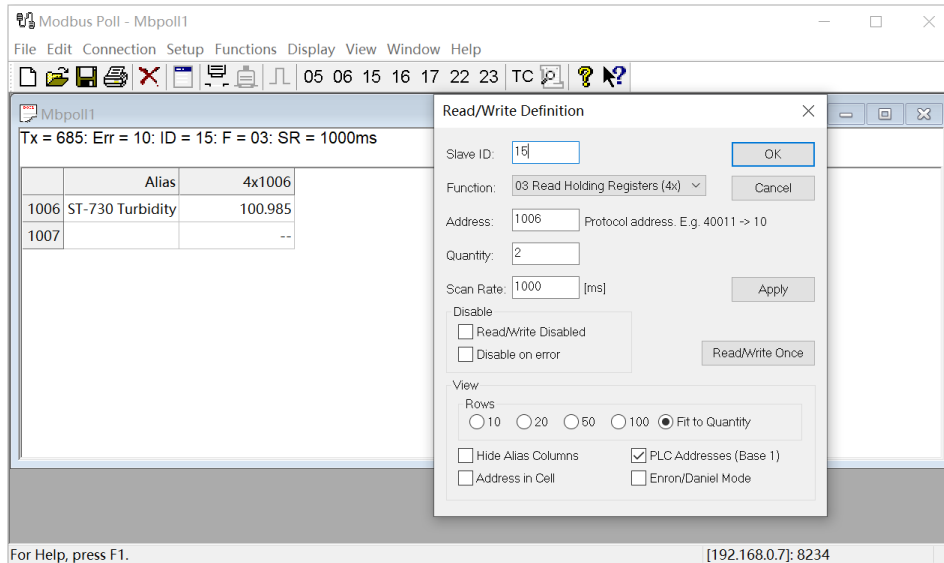 Modbus Poll - Mbpoll1
File Edit Connection Setup Functions Display View Window Help
05 06 15 16 17 22 23 TC
Mbpoll1
Tx = 685: Err = 10: ID = 15: F = 03: SR = 1000ms
Alias 4x1006
1006 ST-730 Turbidity 100.985
1007 --
Read/Write Definition
Slave ID: 15 OK
Function: 03 Read Holding Registers (4x) Cancel
Address: 1006 Protocol address. E.g. 40011 -> 10
Quantity: 2
Scan Rate: 1000 [ms] Apply
Disable
Read/Write Disabled
Disable on error Read/Write Once
View
Rows
10 20 50 100 Fit to Quantity
Hide Alias Columns PLC Addresses (Base 1)
Address in Cell Enron/Daniel Mode
For Help, press F1. [192.168.0.7]: 8234